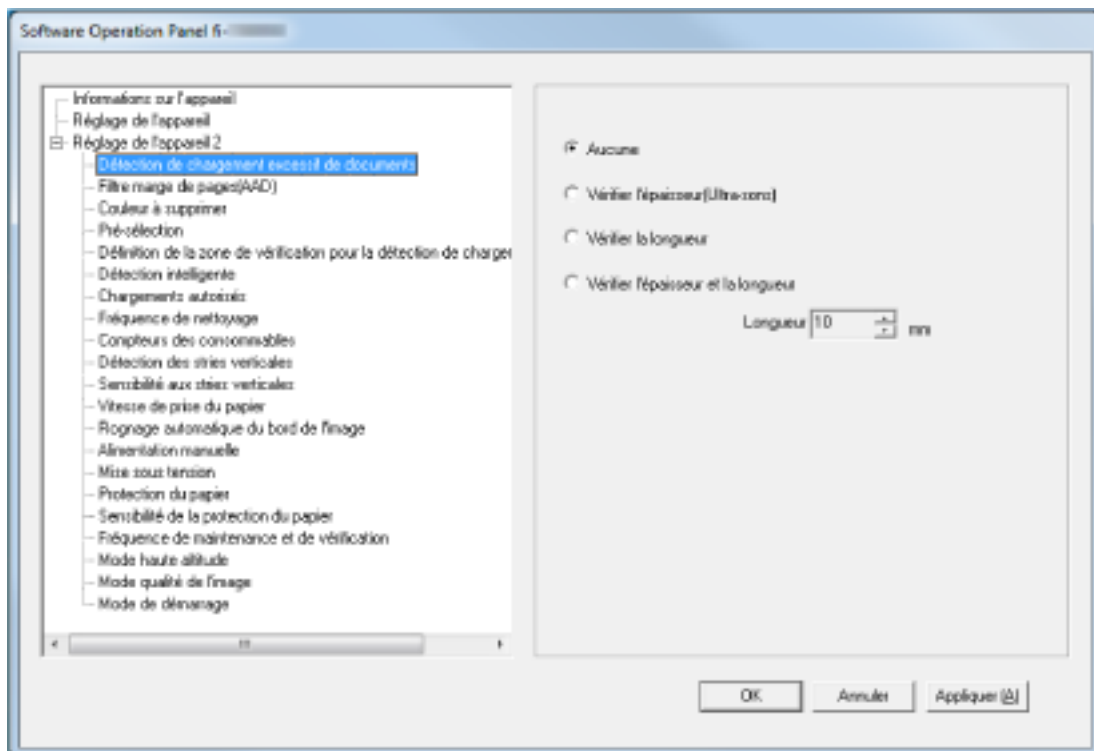 Software Operation Panel fi-
Informations sur l'appareil
Réglage de l'appareil
Réglage de l'appareil 2
Détection de chargement excessif de documents
Filtre marge de pages(AAD)
Couleur à supprimer
Pré-sélection
Définition de la zone de vérification pour la détection de charger
Détection intelligente
Chargements autorisés
Fréquence de nettoyage
Compteurs des consommables
Détection des stries verticales
Sensibilité aux stries verticales
Vitesse de prise du papier
Rognage automatique du bord de l'image
Alimentation manuelle
Mise sous tension
Protection du papier
Sensibilité de la protection du papier
Fréquence de maintenance et de vérification
Mode haute altitude
Mode qualité de l'image
Mode de démarrage
Aucune
Vérifier l'épaisseur(Ultra-sons)
Vérifier la longueur
Vérifier l'épaisseur et la longueur
Longueur 10 mm
OK Annuler Appliquer (A)